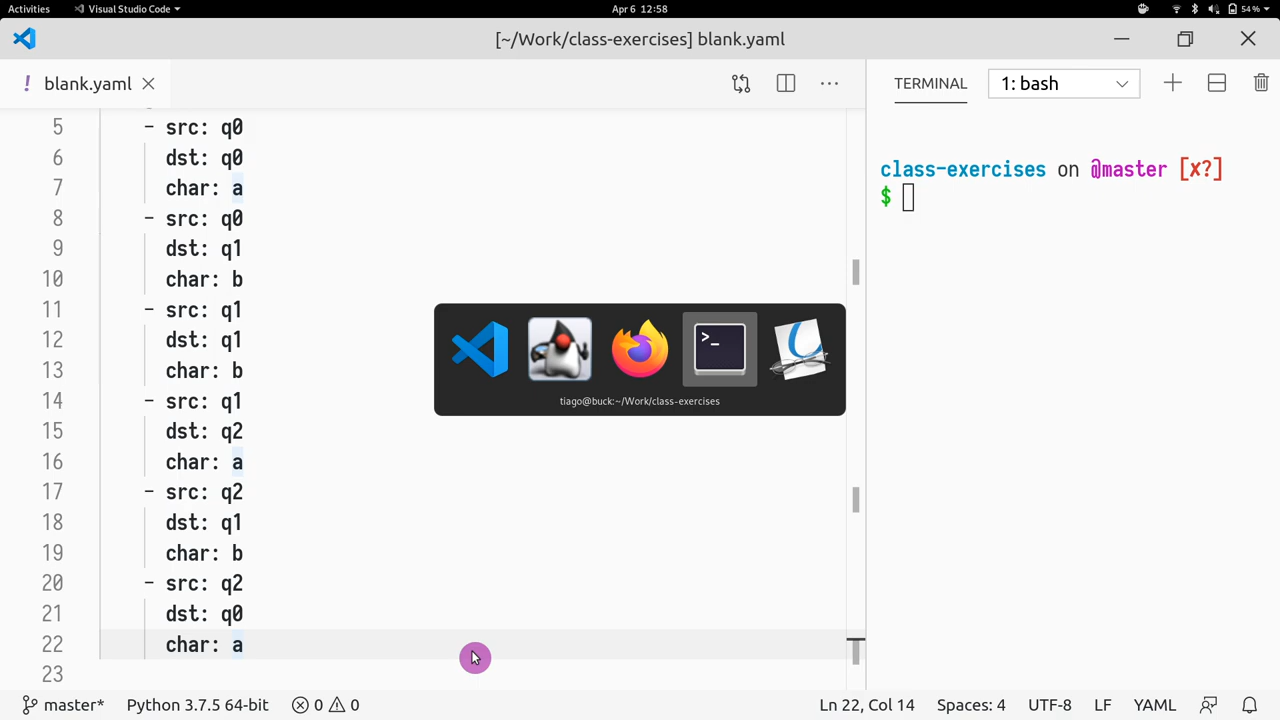 Activities
Visual Studio Code
Apr 6 12:58
54 %
[~/Work/class-exercises] blank.yaml
! blank.yaml
TERMINAL
1: bash
5 - src: q0
6 dst: q0
7 char: a
8 - src: q0
9 dst: q1
10 char: b
11 - src: q1
12 dst: q1
13 char: b
14 - src: q1
15 dst: q2
16 char: a
17 - src: q2
18 dst: q1
19 char: b
20 - src: q2
21 dst: q0
22 char: a
23
class-exercises on @master [x?]
$
>_
tiago@buck:~/Work/class-exercises
master*
Python 3.7.5 64-bit
0
0
Ln 22, Col 14
Spaces: 4
UTF-8
LF
YAML